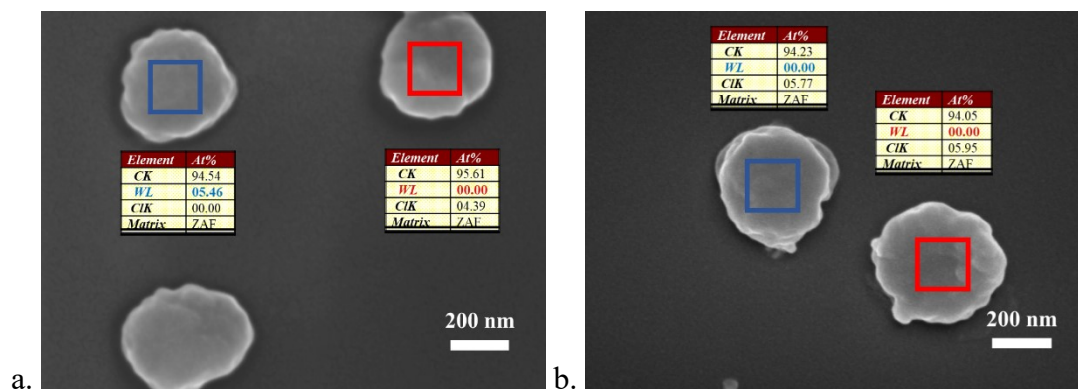 Element At%
CK 94.54
WL 05.46
ClK 00.00
Matrix ZAF
Element At%
CK 95.61
WL 00.00
ClK 04.39
Matrix ZAF
200 nm
a.
Element At%
CK 94.23
WL 00.00
ClK 05.77
Matrix ZAF
Element At%
CK 94.05
WL 00.00
ClK 05.95
Matrix ZAF
200 nm
b.